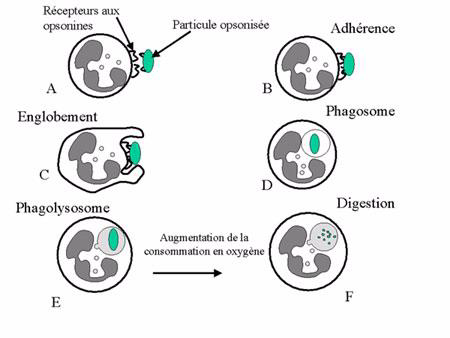 Récepteurs aux
opsonines
Particule opsonisée
A
Adhérence
B
Englobement
C
Phagosome
D
Phagolysosome
E
Augmentation de la
consommation en oxygène
Digestion
F